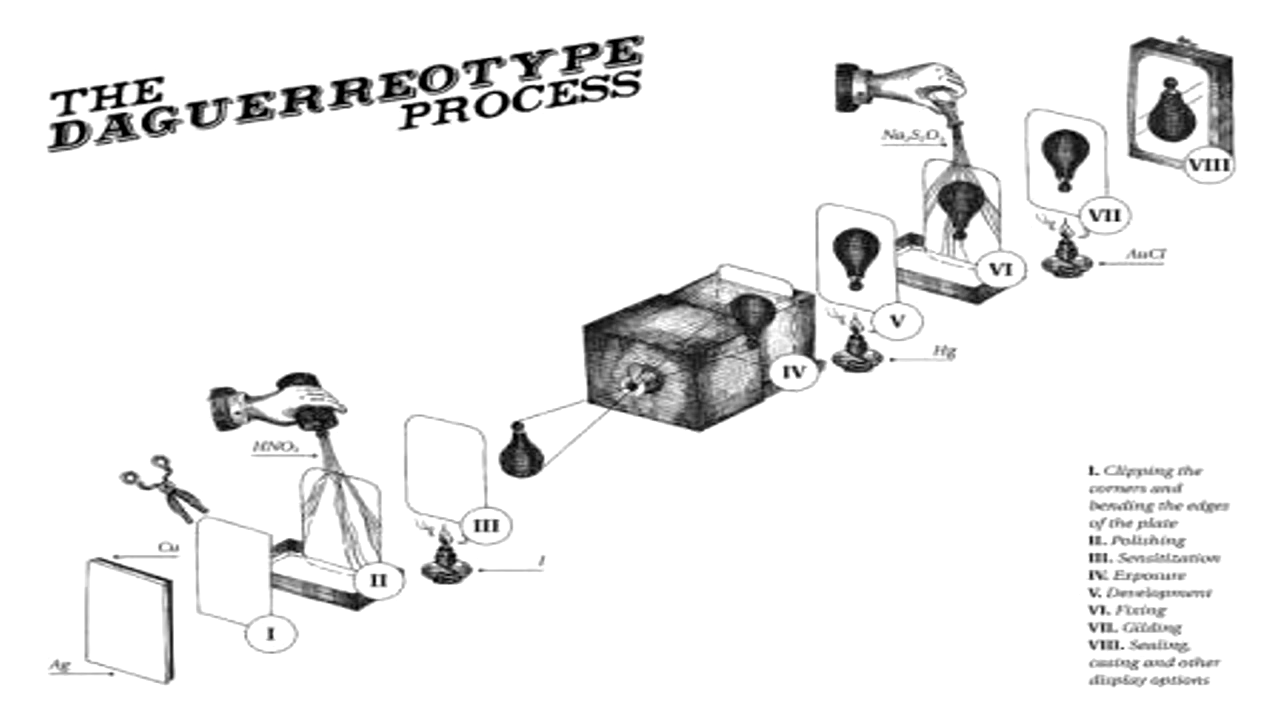 THE
DAGUERREOTYPE
PROCESS
Na₂S₂O₃
VIII
VII
AuCl
VI
V
Hg
IV
HNO₃
III
I
II
Cu
I
Ag
I. Clipping the
corners and
bending the edges
of the plate
II. Polishing
III. Sensitization
IV. Exposure
V. Development
VI. Fixing
VII. Gilding
VIII. Sealing,
casing and other
display options